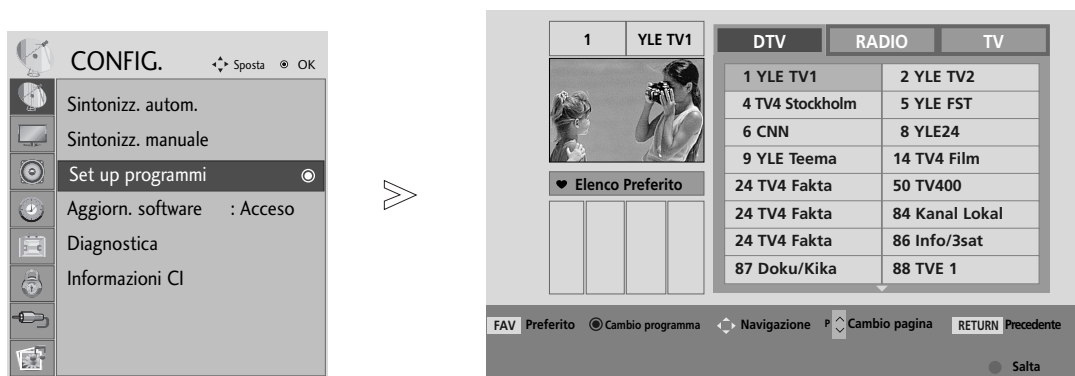 CONFIG. Sposta OK
Sintonizz. autom.
Sintonizz. manuale
Set up programmi
Aggiorn. software : Acceso
Diagnostica
Informazioni CI
1 YLE TV1
Elenco Preferito
DTV RADIO TV
1 YLE TV1 2 YLE TV2
4 TV4 Stockholm 5 YLE FST
6 CNN 8 YLE24
9 YLE Teema 14 TV4 Film
24 TV4 Fakta 50 TV400
24 TV4 Fakta 84 Kanal Lokal
24 TV4 Fakta 86 Info/3sat
87 Doku/Kika 88 TVE 1
FAV Preferito Cambio programma Navigazione P Cambio pagina RETURN Precedente
Salta